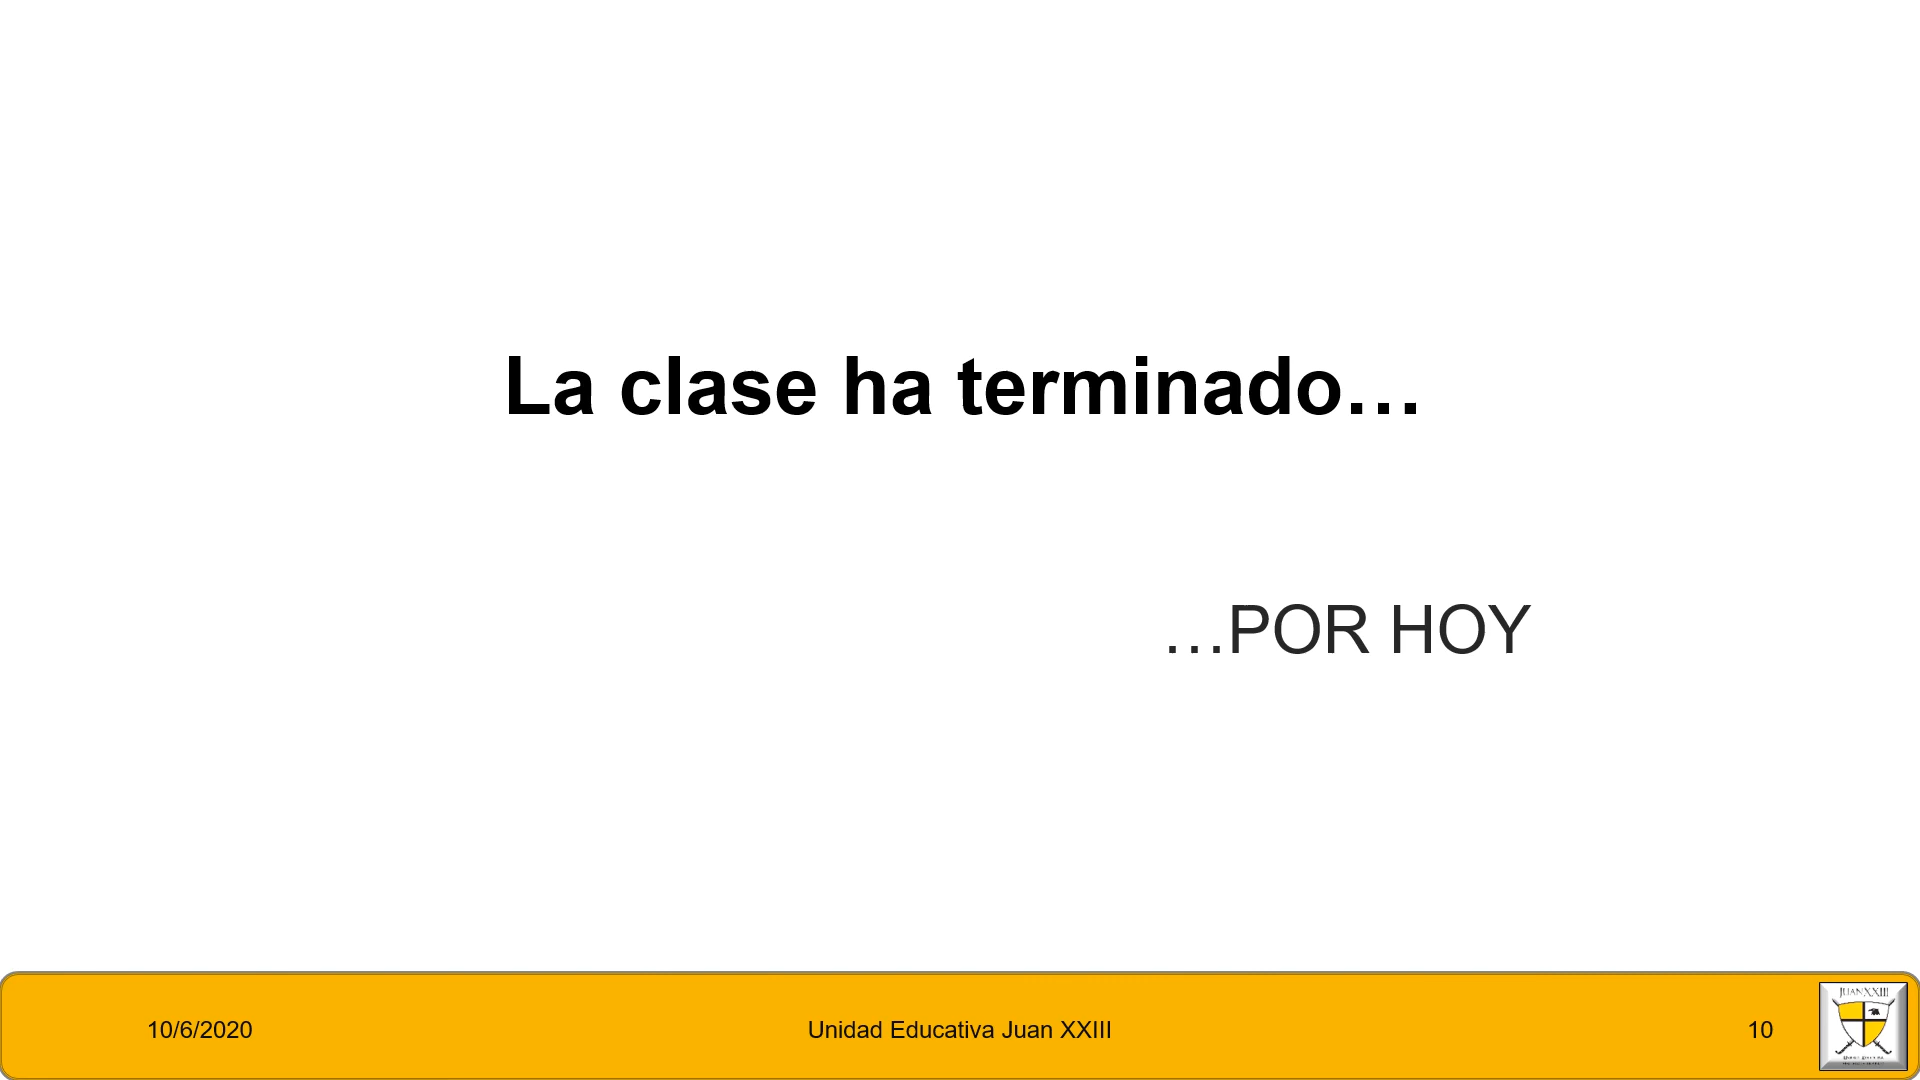 La clase ha terminado…
…POR HOY
10/6/2020
Unidad Educativa Juan XXIII
10
JUAN XXIII